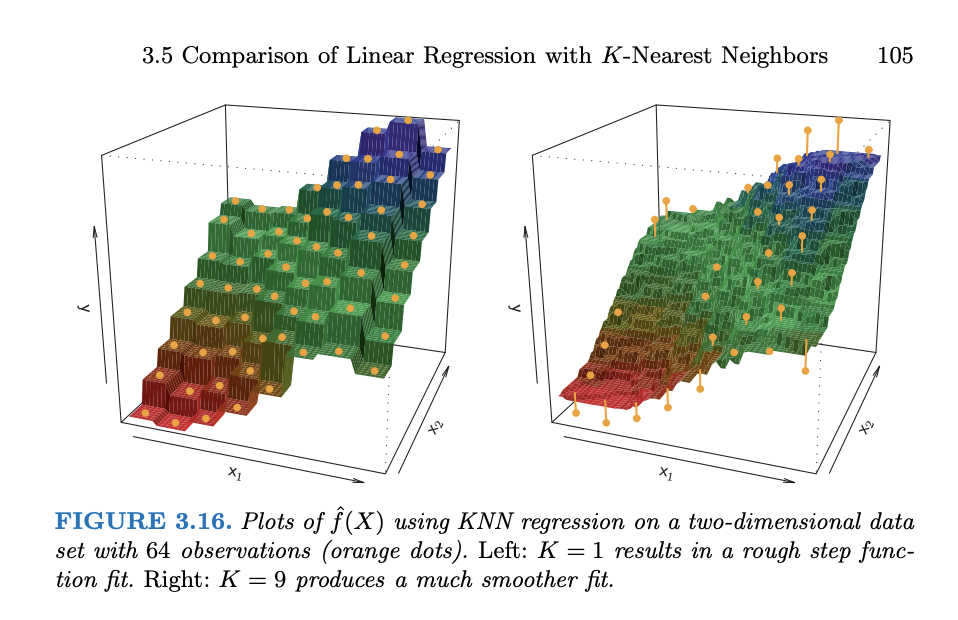 3.5 Comparison of Linear Regression with K-Nearest Neighbors 105
y
x1
x2
y
x1
x2
FIGURE 3.16. Plots of f̂(X) using KNN regression on a two-dimensional data
set with 64 observations (orange dots). Left: K = 1 results in a rough step func-
tion fit. Right: K = 9 produces a much smoother fit.